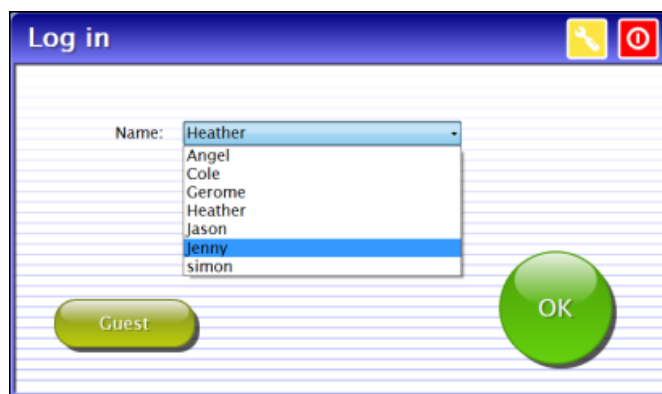 Log in
Name: Heather
Angel
Cole
Gerome
Heather
Jason
Jenny
simon
Guest
OK